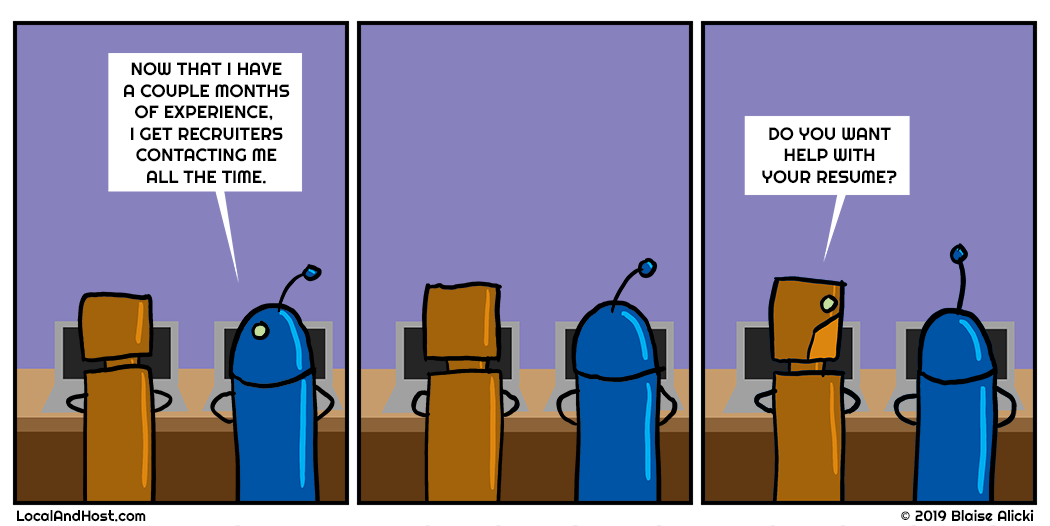 NOW THAT I HAVE
A COUPLE MONTHS
OF EXPERIENCE,
I GET RECRUITERS
CONTACTING ME
ALL THE TIME.
DO YOU WANT
HELP WITH
YOUR RESUME?
LocalAndHost.com
© 2019 Blaise Alicki